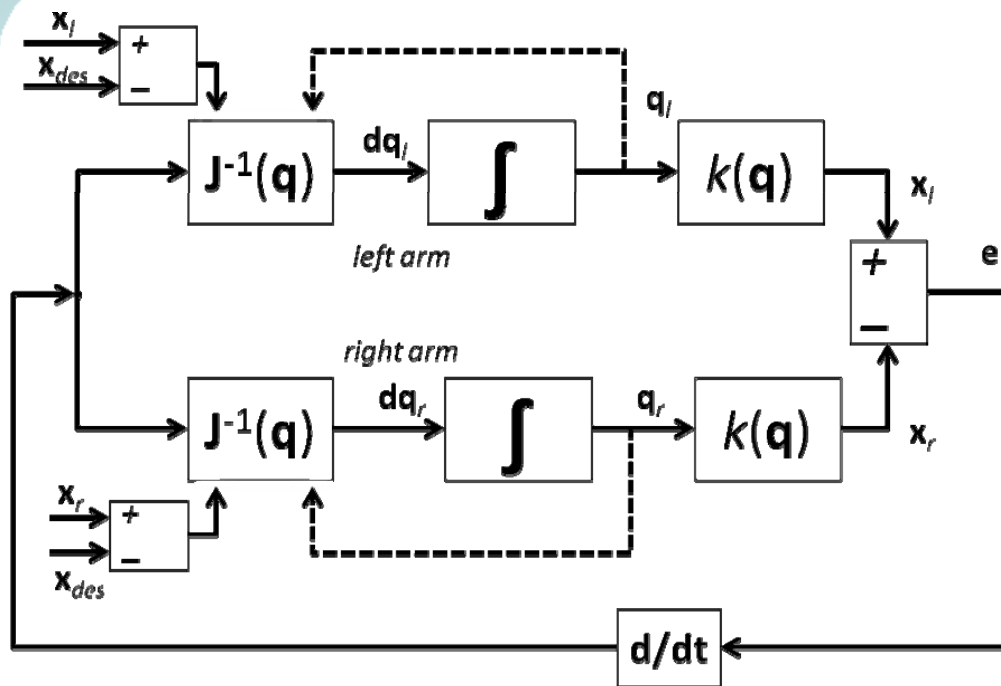 x_l
+
x_des
−
q_l
J⁻¹(q)
dq_l
∫
k(q)
x_l
left arm
+
e
−
right arm
J⁻¹(q)
dq_r
∫
q_r
k(q)
x_r
x_r
+
−
x_des
d/dt